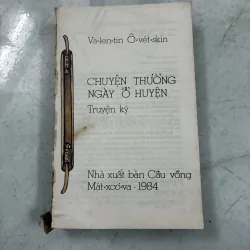 Va-len-tin Ô-vét-skin
CHUYỆN THƯỜNG
NGÀY Ở HUYỆN
Truyện ký
Nhà xuất bản Cầu vồng
Mát-xcơ-va · 1984